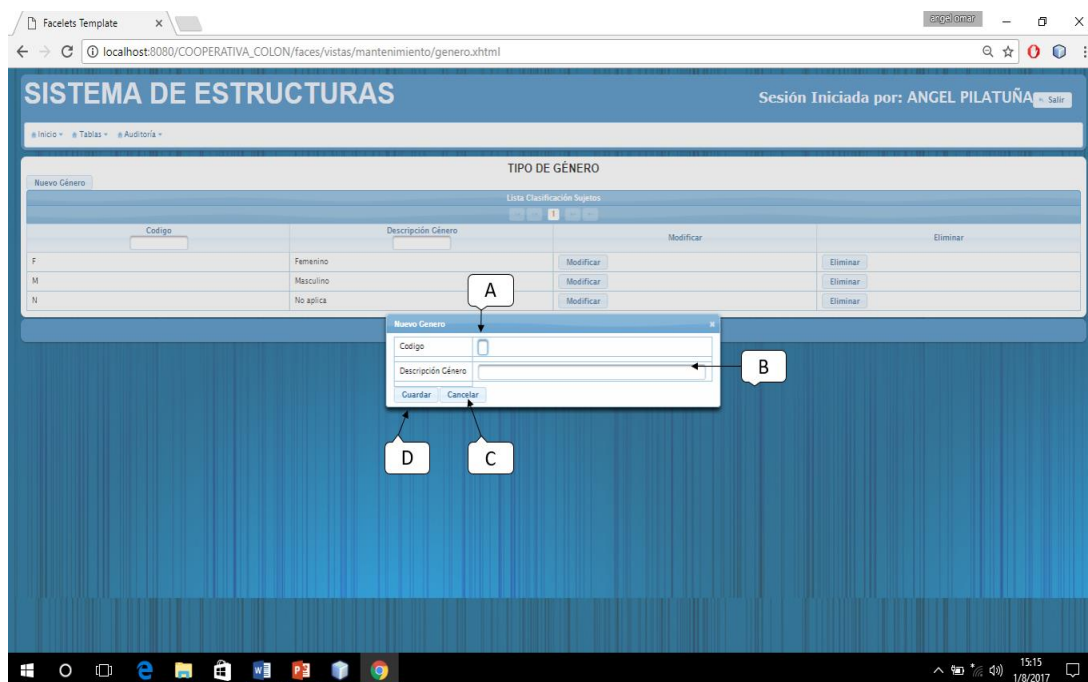 Facelets Template
angel omar
localhost:8080/COOPERATIVA_COLON/faces/vistas/mantenimiento/genero.xhtml
SISTEMA DE ESTRUCTURAS
Sesión Iniciada por: ANGEL PILATUÑA
Salir
Inicio Tablas Auditoría
TIPO DE GÉNERO
Nuevo Género
Lista Clasificación Sujetos
1
Codigo Descripción Género Modificar Eliminar
F Femenino Modificar Eliminar
M Masculino Modificar Eliminar
N No aplica Modificar Eliminar
A
Nuevo Genero
Codigo
Descripción Género
B
Guardar Cancelar
D C
15:15
1/8/2017